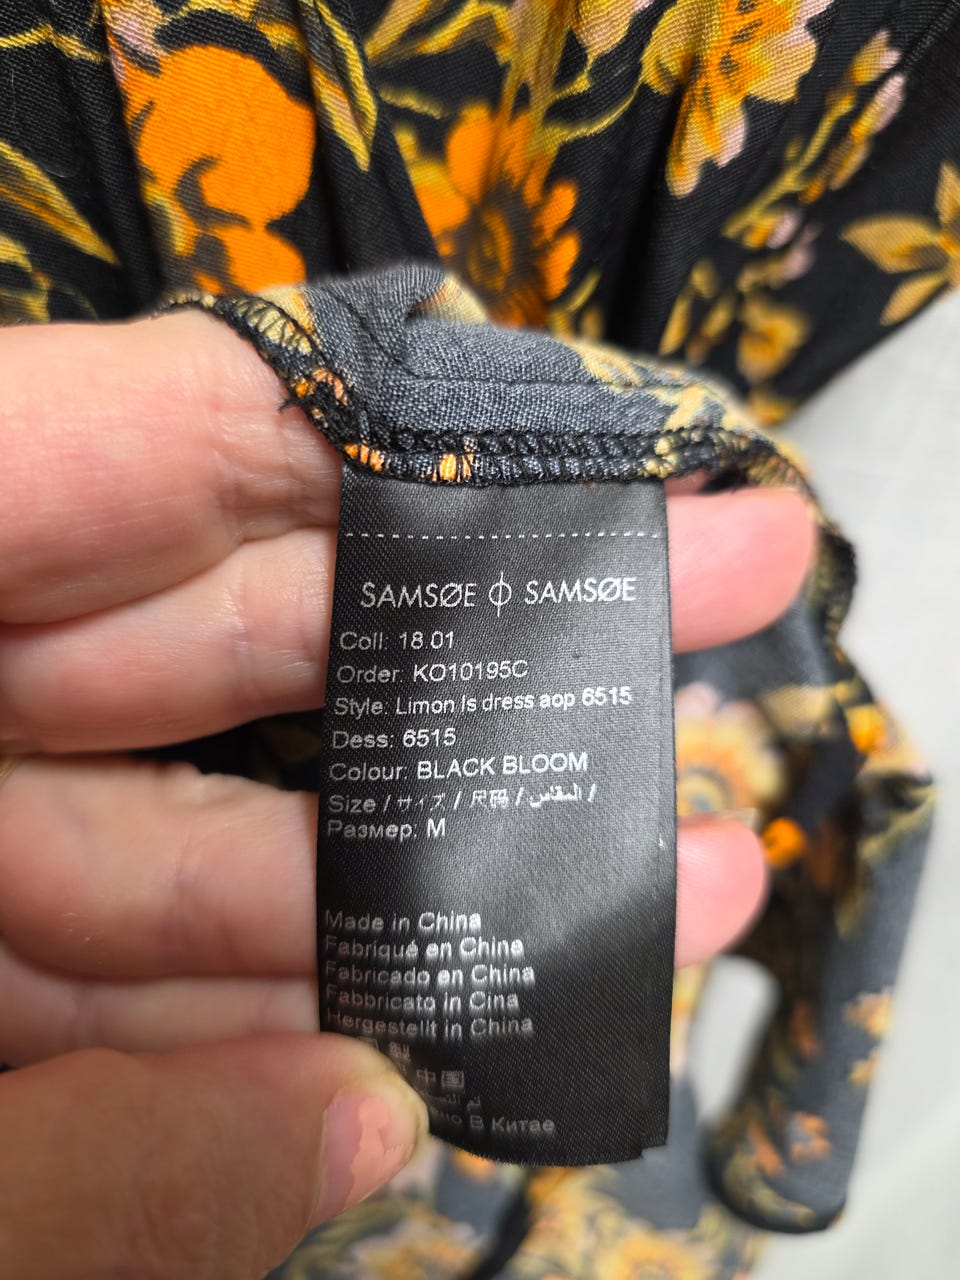 SAMSØE ϕ SAMSØE
Coll: 18.01
Order: KO10195C
Style: Limon ls dress aop 6515
Dess: 6515
Colour: BLACK BLOOM
Size / サイズ / 尺码 / المقاس /
Размер: M
Made in China
Fabriqué en China
Fabricado en China
Fabbricato in Cina
Hergestellt in China
中国
В Китае